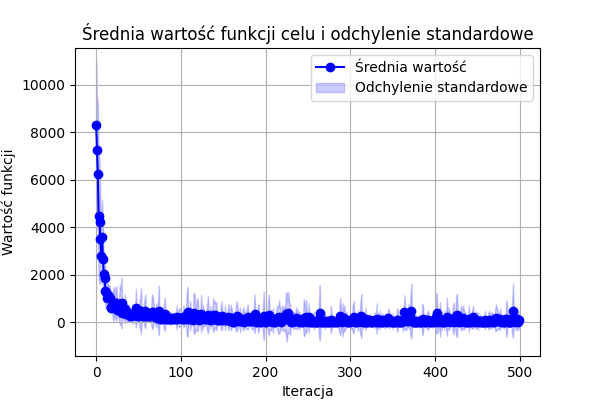 Średnia wartość funkcji celu i odchylenie standardowe
Średnia wartość
Odchylenie standardowe
Wartość funkcji
10000
8000
6000
4000
2000
0
0 100 200 300 400 500
Iteracja